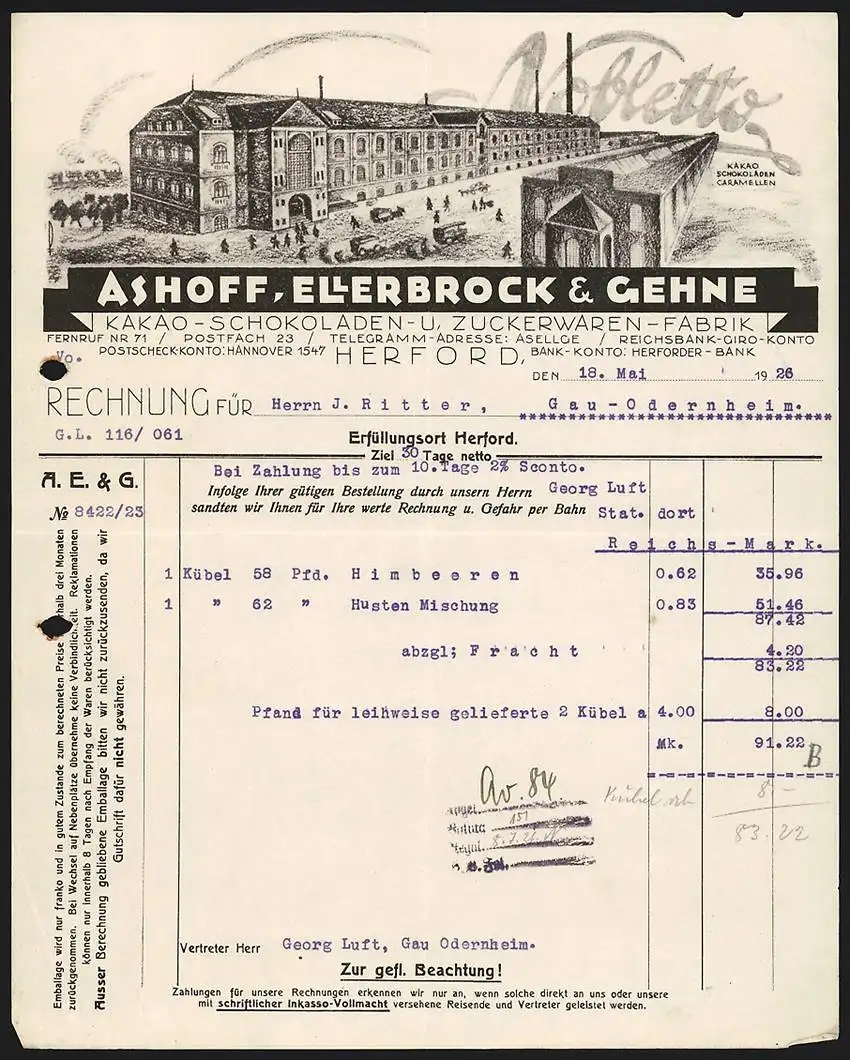 Nobletto
KAKAO
SCHOKOLADEN
CARAMELLEN
ASHOFF, ELLERBROCK & GEHNE
KAKAO-SCHOKOLADEN-U. ZUCKERWAREN-FABRIK
FERNRUF NR 71 / POSTFACH 23 / TELEGRAMM-ADRESSE: ASELLGE / REICHSBANK-GIRO-KONTO
Vo. POSTSCHECK-KONTO: HANNOVER 1547 HERFORD, BANK-KONTO: HERFORDER-BANK
DEN 18. Mai 1926
RECHNUNG FÜR Herrn J. Ritter, Gau-Odernheim.
G.L. 116/ 061
Erfüllungsort Herford.
Ziel 30 Tage netto
A. E. & G.
Bei Zahlung bis zum 10.Tage 2% Sconto.
Infolge Ihrer gütigen Bestellung durch unsern Herrn Georg Luft
№ 8422/23
sandten wir Ihnen für Ihre werte Rechnung u. Gefahr per Bahn Stat. dort
Reichs-Mark.
1 Kübel 58 Pfd. Himbeeren 0.62 35.96
1 " 62 " Husten Mischung 0.83 51.46
87.42
abzgl; Fracht 4.20
83.22
Pfand für leihweise gelieferte 2 Kübel a 4.00 8.00
Mk. 91.22
B
Av. 84.
8.-
83.22
Emballage wird nur franko und in gutem Zustande zum berechneten Preise drei Monaten
zurückgenommen. Bei Wechsel auf Nebenplätze übernehme keine Reklamationen
können nur innerhalb 8 Tagen nach Empfang der Waren berücksichtigt werden.
Ausser Berechnung gebliebene Emballage bitten wir nicht zurückzusenden, da wir
Gutschrift dafür nicht gewähren.
Vertreter Herr Georg Luft, Gau Odernheim.
Zur gefl. Beachtung!
Zahlungen für unsere Rechnungen erkennen wir nur an, wenn solche direkt an uns oder unsere
mit schriftlicher Inkasso-Vollmacht versehene Reisende und Vertreter geleistet werden.